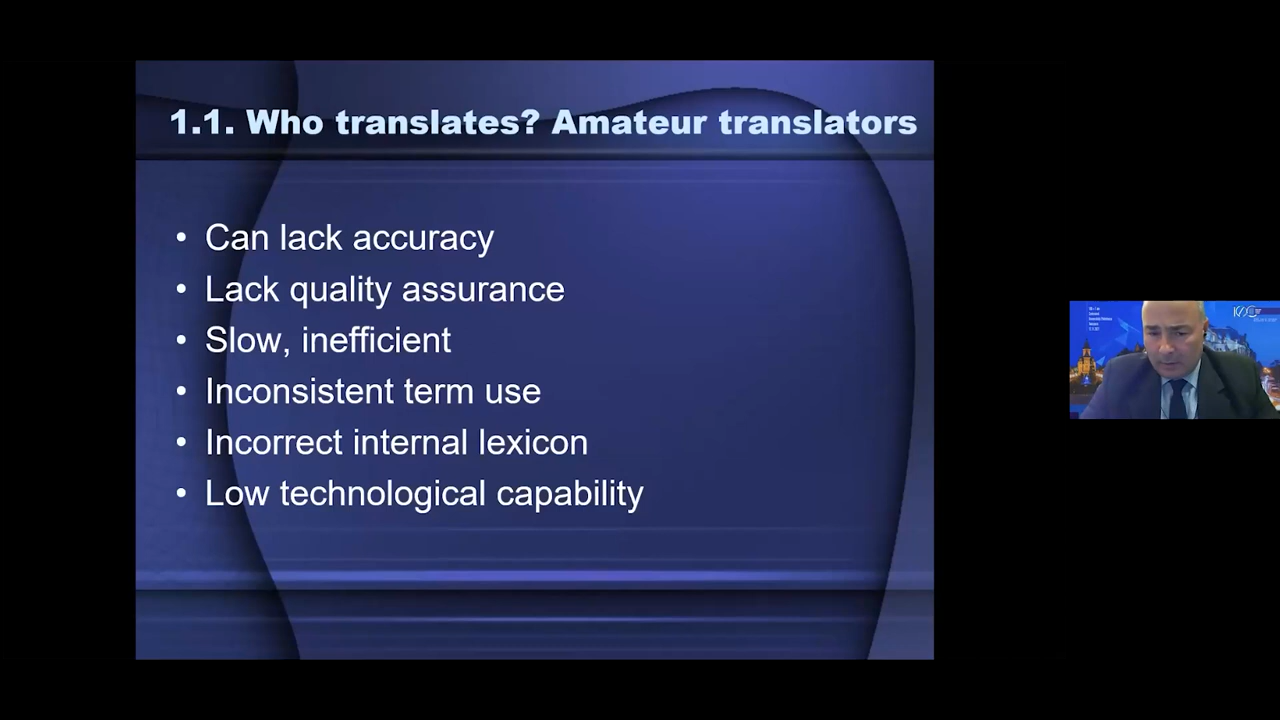 1.1. Who translates? Amateur translators
• Can lack accuracy
• Lack quality assurance
• Slow, inefficient
• Inconsistent term use
• Incorrect internal lexicon
• Low technological capability